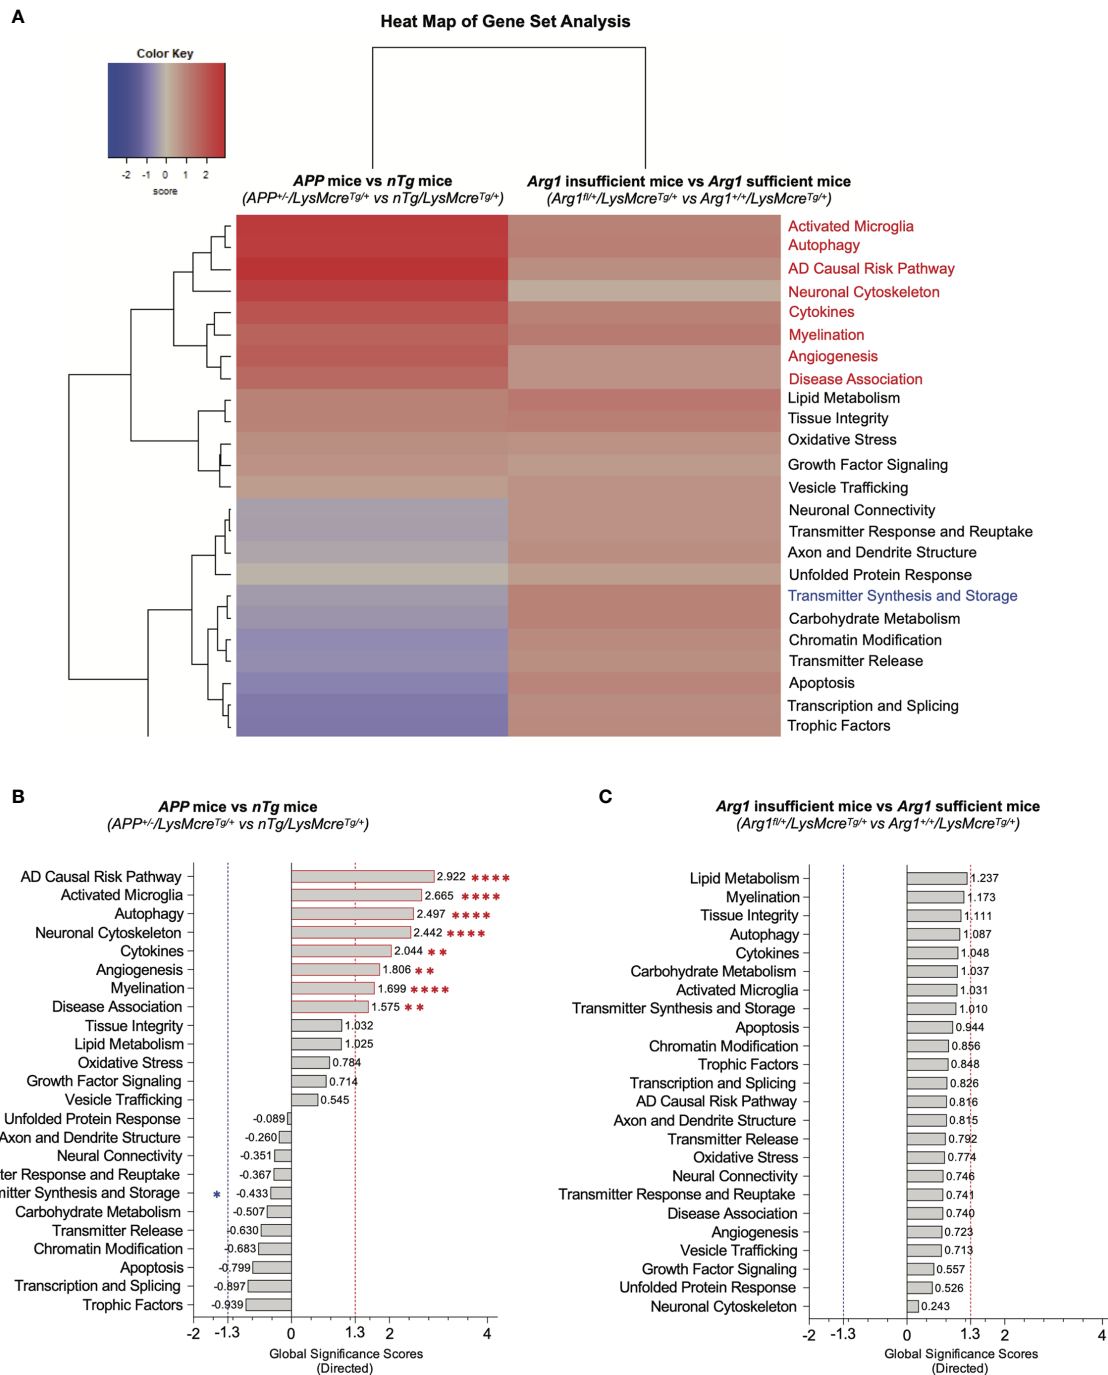 A
Heat Map of Gene Set Analysis
Color Key
-2 -1 0 1 2
score
APP mice vs nTg mice
(APP+/-/LysMcreTg/+ vs nTg/LysMcreTg/+)
Arg1 insufficient mice vs Arg1 sufficient mice
(Arg1fl/+/LysMcreTg/+ vs Arg1+/+/LysMcreTg/+)
Activated Microglia
Autophagy
AD Causal Risk Pathway
Neuronal Cytoskeleton
Cytokines
Myelination
Angiogenesis
Disease Association
Lipid Metabolism
Tissue Integrity
Oxidative Stress
Growth Factor Signaling
Vesicle Trafficking
Neuronal Connectivity
Transmitter Response and Reuptake
Axon and Dendrite Structure
Unfolded Protein Response
Transmitter Synthesis and Storage
Carbohydrate Metabolism
Chromatin Modification
Transmitter Release
Apoptosis
Transcription and Splicing
Trophic Factors
B
APP mice vs nTg mice
(APP+/-/LysMcreTg/+ vs nTg/LysMcreTg/+)
AD Causal Risk Pathway 2.922 ****
Activated Microglia 2.665 ****
Autophagy 2.497 ****
Neuronal Cytoskeleton 2.442 ****
Cytokines 2.044 **
Angiogenesis 1.806 **
Myelination 1.699 ****
Disease Association 1.575 **
Tissue Integrity 1.032
Lipid Metabolism 1.025
Oxidative Stress 0.784
Growth Factor Signaling 0.714
Vesicle Trafficking 0.545
Unfolded Protein Response -0.089
Axon and Dendrite Structure -0.260
Neural Connectivity -0.351
ter Response and Reuptake -0.367
mitter Synthesis and Storage * -0.433
Carbohydrate Metabolism -0.507
Transmitter Release -0.630
Chromatin Modification -0.683
Apoptosis -0.799
Transcription and Splicing -0.897
Trophic Factors -0.939
-2 -1.3 0 1.3 2 4
Global Significance Scores
(Directed)
C
Arg1 insufficient mice vs Arg1 sufficient mice
(Arg1fl/+/LysMcreTg/+ vs Arg1+/+/LysMcreTg/+)
Lipid Metabolism 1.237
Myelination 1.173
Tissue Integrity 1.111
Autophagy 1.087
Cytokines 1.048
Carbohydrate Metabolism 1.037
Activated Microglia 1.031
Transmitter Synthesis and Storage 1.010
Apoptosis 0.944
Chromatin Modification 0.856
Trophic Factors 0.848
Transcription and Splicing 0.826
AD Causal Risk Pathway 0.816
Axon and Dendrite Structure 0.815
Transmitter Release 0.792
Oxidative Stress 0.774
Neural Connectivity 0.746
Transmitter Response and Reuptake 0.741
Disease Association 0.740
Angiogenesis 0.723
Vesicle Trafficking 0.713
Growth Factor Signaling 0.557
Unfolded Protein Response 0.526
Neuronal Cytoskeleton 0.243
-2 -1.3 0 1.3 2 4
Global Significance Scores
(Directed)